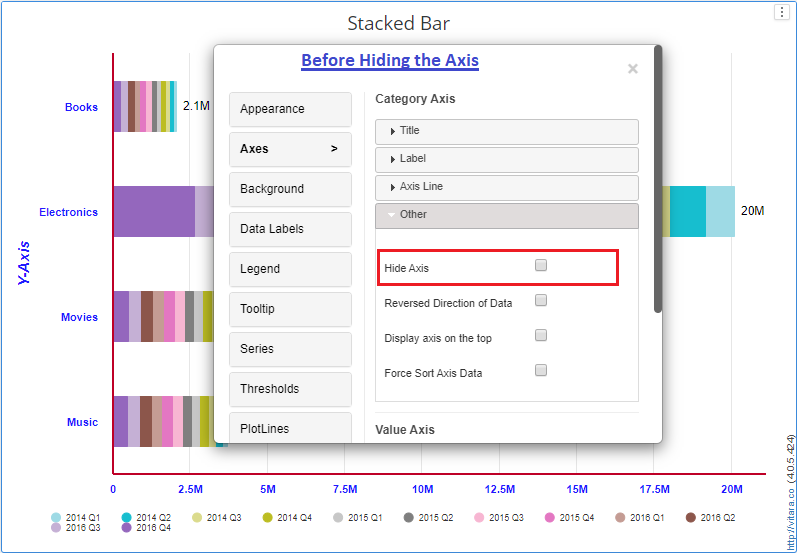 Stacked Bar
Before Hiding the Axis
×
Appearance
Axes >
Background
Data Labels
Legend
Tooltip
Series
Thresholds
PlotLines
Category Axis
Title
Label
Axis Line
Other
Hide Axis
Reversed Direction of Data
Display axis on the top
Force Sort Axis Data
Value Axis
Y-Axis
Books
2.1M
Electronics
20M
Movies
Music
0 2.5M 5M 7.5M 10M 12.5M 15M 17.5M 20M
2014 Q1 2014 Q2 2014 Q3 2014 Q4 2015 Q1 2015 Q2 2015 Q3 2015 Q4 2016 Q1 2016 Q2
2016 Q3 2016 Q4
http://vitara.co (4.0.5.424)